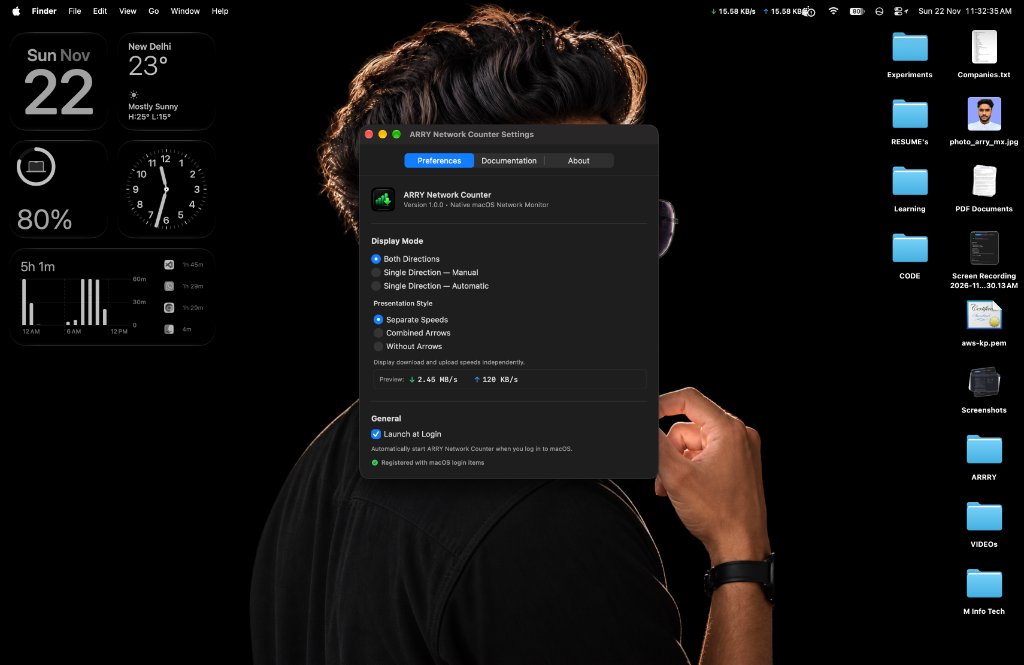 Finder File Edit View Go Window Help
↓ 15.58 KB/s ↑ 15.58 KB/s
80
Sun 22 Nov 11:32:35 AM
Sun Nov
22
New Delhi
23°
Mostly Sunny
H:25° L:15°
80%
12
1
2
3
4
5
6
7
8
9
10
11
5h 1m
60m
30m
0
12 AM 6 AM 12 PM
1h 45m
1h 29m
1h 29m
4m
ARRY Network Counter Settings
Preferences Documentation About
ARRY Network Counter
Version 1.0.0 • Native macOS Network Monitor
Display Mode
Both Directions
Single Direction — Manual
Single Direction — Automatic
Presentation Style
Separate Speeds
Combined Arrows
Without Arrows
Display download and upload speeds independently.
Preview: ↓ 2.45 MB/s ↑ 120 KB/s
General
Launch at Login
Automatically start ARRY Network Counter when you log in to macOS.
Registered with macOS login items
Experiments
Companies.txt
RESUME's
photo_arry_mx.jpg
Learning
PDF Documents
CODE
Screen Recording
2026-11...30.13 AM
aws-kp.pem
Screenshots
ARRRY
VIDEOs
M Info Tech